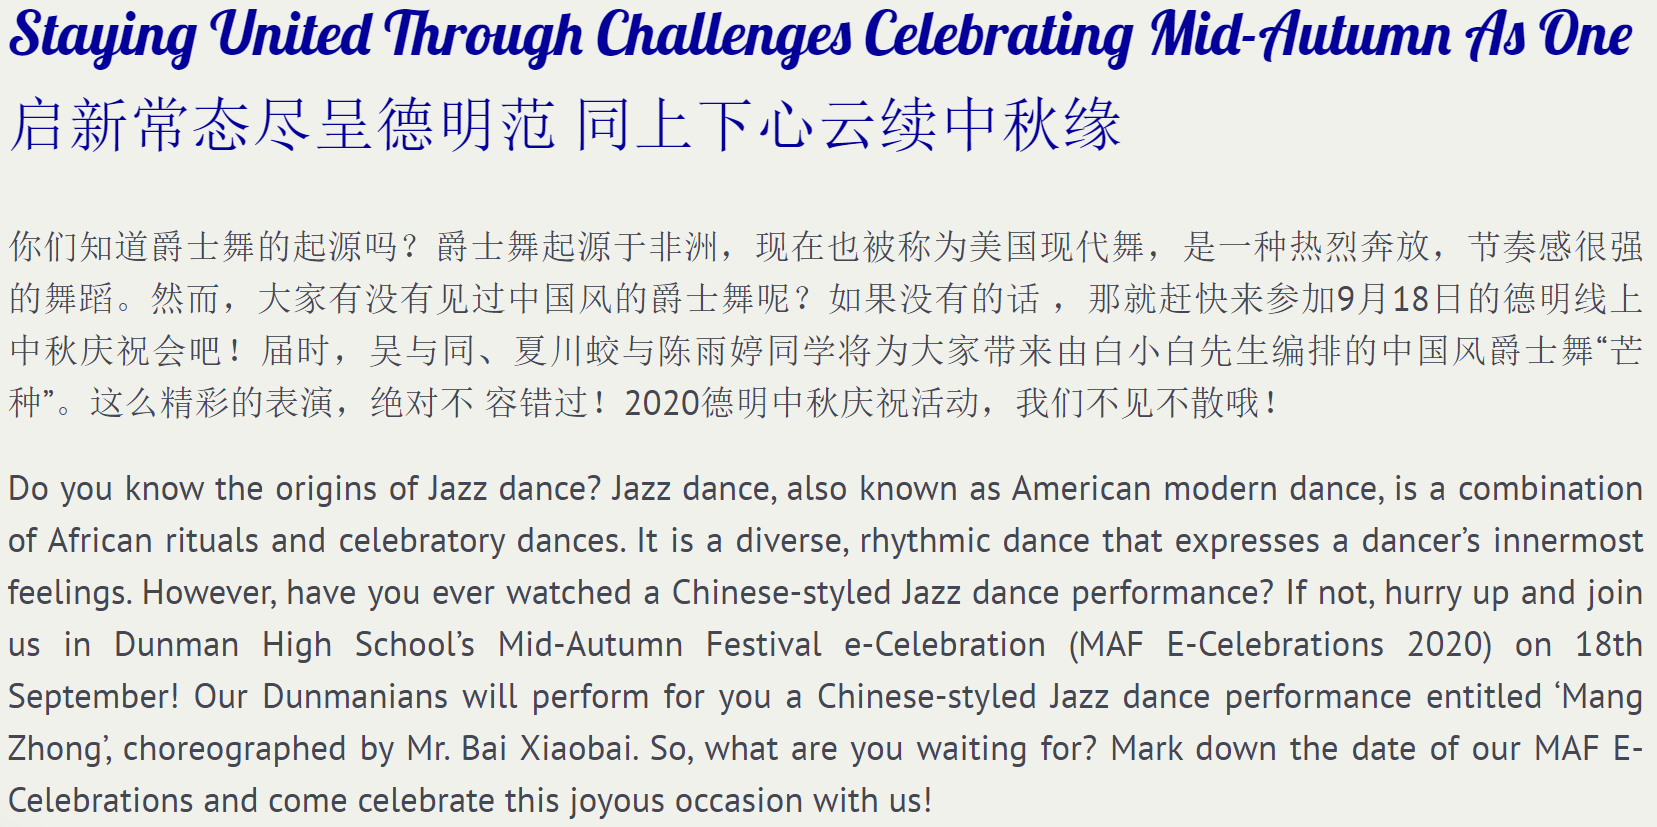 Staying United Through Challenges Celebrating Mid-Autumn As One
启新常态尽呈德明范 同上下心云续中秋缘
你们知道爵士舞的起源吗？爵士舞起源于非洲，现在也被称为美国现代舞，是一种热烈奔放，节奏感很强
的舞蹈。然而，大家有没有见过中国风的爵士舞呢？如果没有的话 ，那就赶快来参加9月18日的德明线上
中秋庆祝会吧！届时，吴与同、夏川蛟与陈雨婷同学将为大家带来由白小白先生编排的中国风爵士舞“芒
种”。这么精彩的表演，绝对不 容错过！2020德明中秋庆祝活动，我们不见不散哦！
Do you know the origins of Jazz dance? Jazz dance, also known as American modern dance, is a combination
of African rituals and celebratory dances. It is a diverse, rhythmic dance that expresses a dancer’s innermost
feelings. However, have you ever watched a Chinese-styled Jazz dance performance? If not, hurry up and join
us in Dunman High School’s Mid-Autumn Festival e-Celebration (MAF E-Celebrations 2020) on 18th
September! Our Dunmanians will perform for you a Chinese-styled Jazz dance performance entitled ‘Mang
Zhong’, choreographed by Mr. Bai Xiaobai. So, what are you waiting for? Mark down the date of our MAF E-
Celebrations and come celebrate this joyous occasion with us!